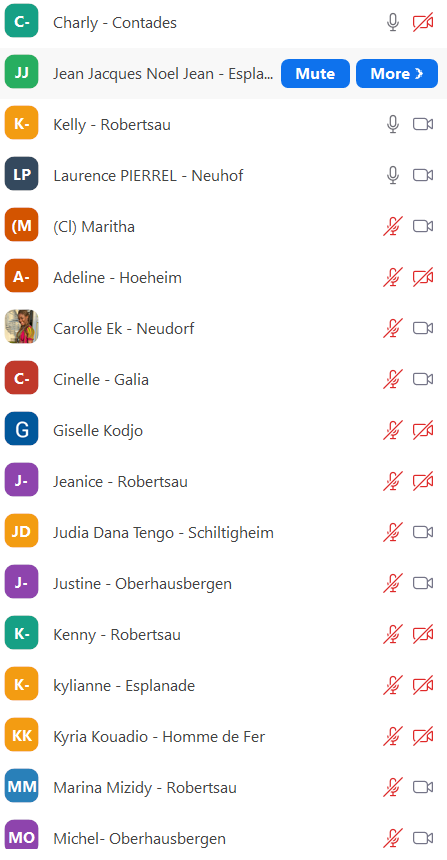 C- Charly - Contades
JJ Jean Jacques Noel Jean - Espla... Mute More
K- Kelly - Robertsau
LP Laurence PIERREL - Neuhof
(M (Cl) Maritha
A- Adeline - Hoeheim
Carolle Ek - Neudorf
C- Cinelle - Galia
G Giselle Kodjo
J- Jeanice - Robertsau
JD Judia Dana Tengo - Schiltigheim
J- Justine - Oberhausbergen
K- Kenny - Robertsau
K- kylianne - Esplanade
KK Kyria Kouadio - Homme de Fer
MM Marina Mizidy - Robertsau
MO Michel- Oberhausbergen